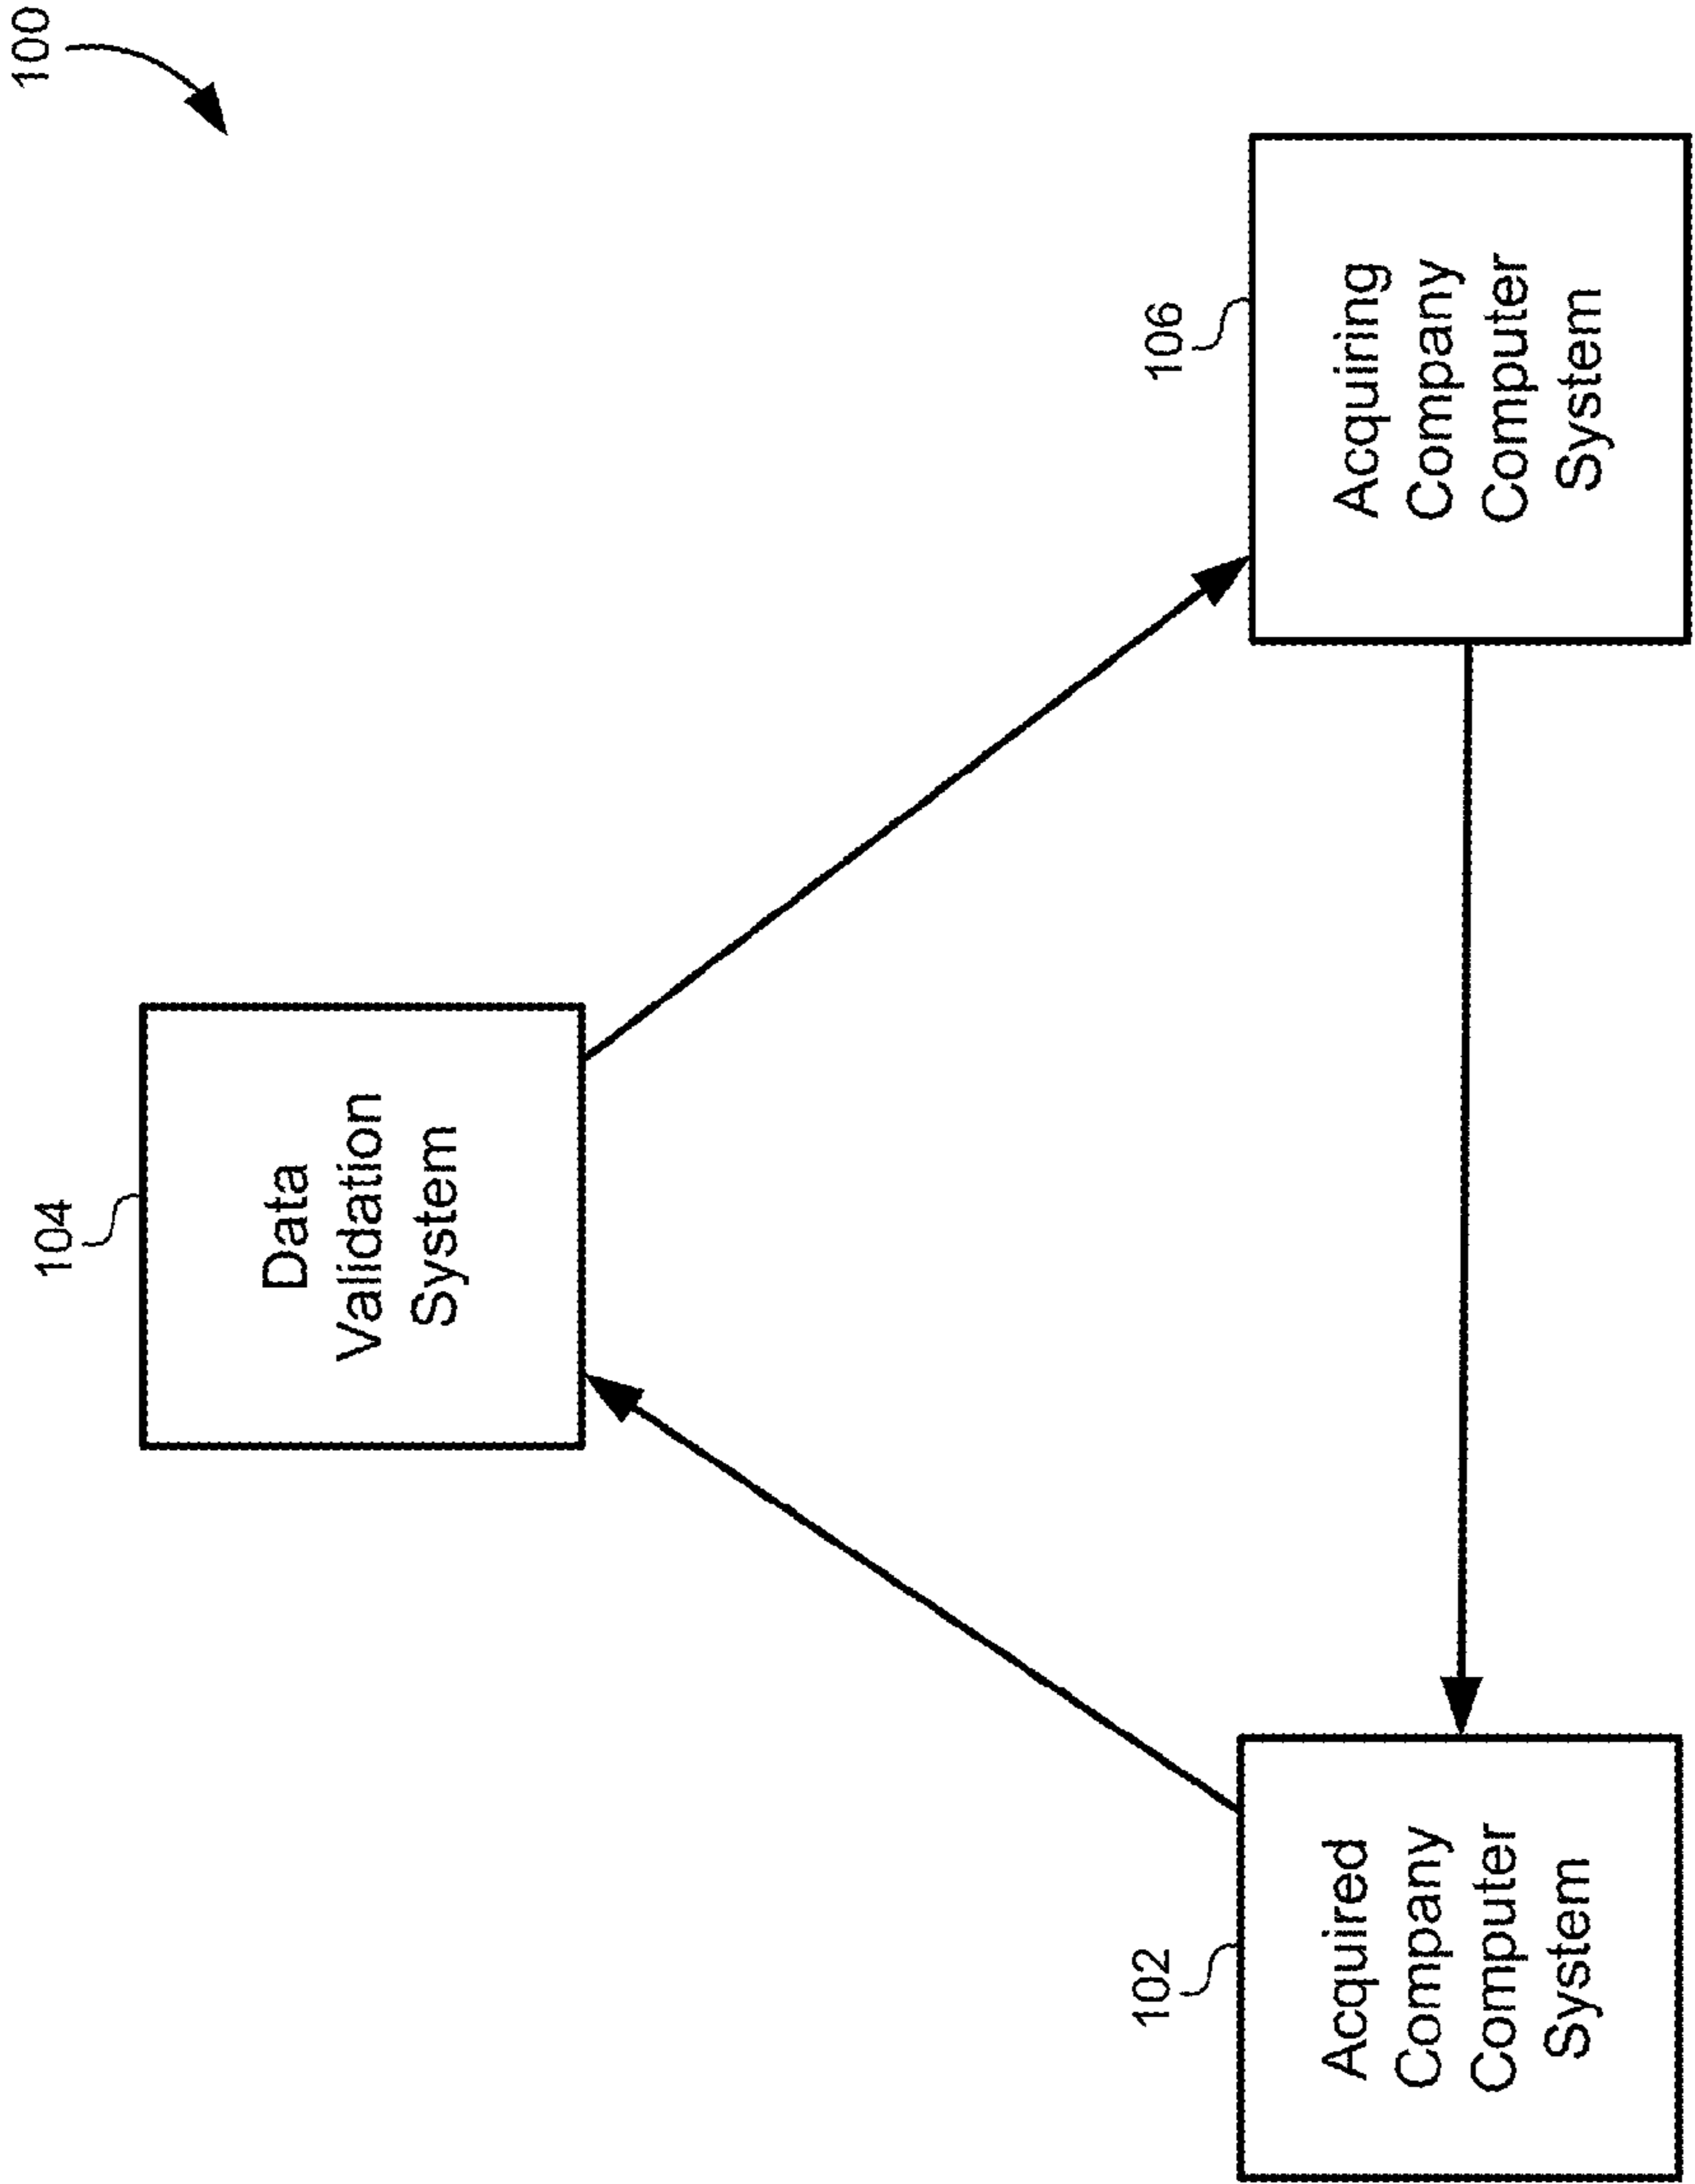 100
104
Data
Validation
System
102
Acquired
Company
Computer
System
106
Acquiring
Company
Computer
System